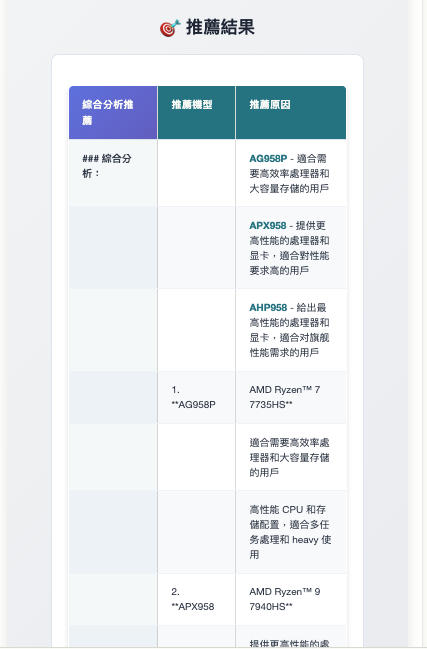 🎯 推薦結果
綜合分析推
薦
推薦機型
推薦原因
### 綜合分
析：
AG958P - 適合需
要高效率處理器和
大容量存儲的用戶
APX958 - 提供更
高性能的處理器和
显卡，適合對性能
要求高的用戶
AHP958 - 給出最
高性能的處理器和
显卡，適合对旗舰
性能需求的用戶
1.
**AG958P
AMD Ryzen™ 7
7735HS**
適合需要高效率處
理器和大容量存儲
的用戶
高性能 CPU 和存
儲配置，適合多任
务處理和 heavy 使
用
2.
**APX958
AMD Ryzen™ 9
7940HS**
提供更高性能的處